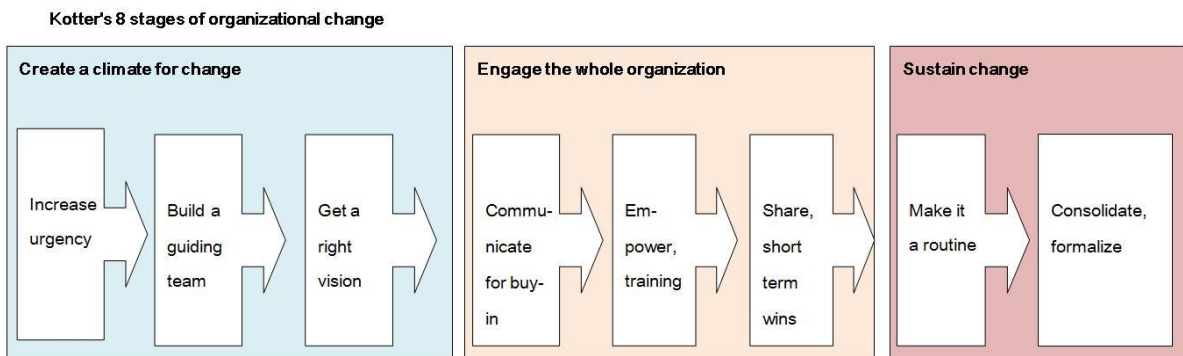 Kotter's 8 stages of organizational change
Create a climate for change
Increase
urgency
Build a
guiding
team
Get a
right
vision
Engage the whole organization
Commu-
nicate
for buy-
in
Em-
power,
training
Share,
short
term
wins
Sustain change
Make it
a routine
Consolidate,
formalize